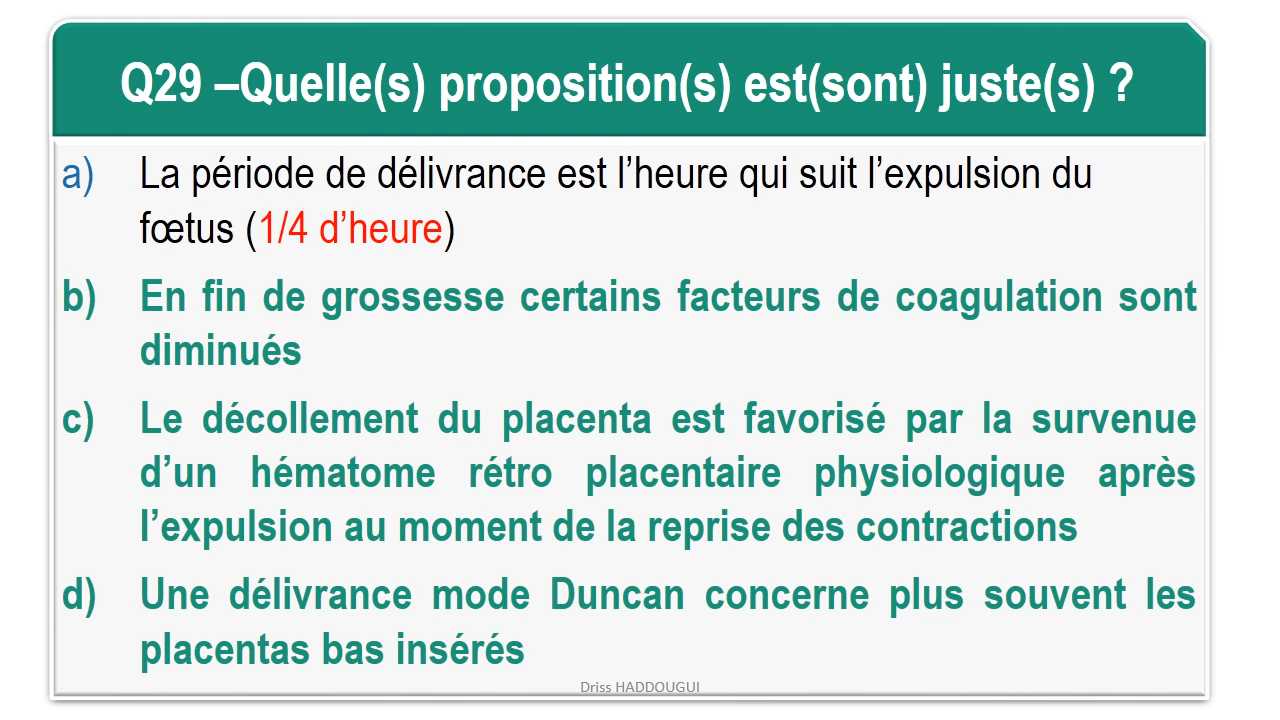 Q29 –Quelle(s) proposition(s) est(sont) juste(s) ?
a) La période de délivrance est l’heure qui suit l’expulsion du
fœtus (1/4 d’heure)
b) En fin de grossesse certains facteurs de coagulation sont
diminués
c) Le décollement du placenta est favorisé par la survenue
d’un hématome rétro placentaire physiologique après
l’expulsion au moment de la reprise des contractions
d) Une délivrance mode Duncan concerne plus souvent les
placentas bas insérés
Driss HADDOUGUI